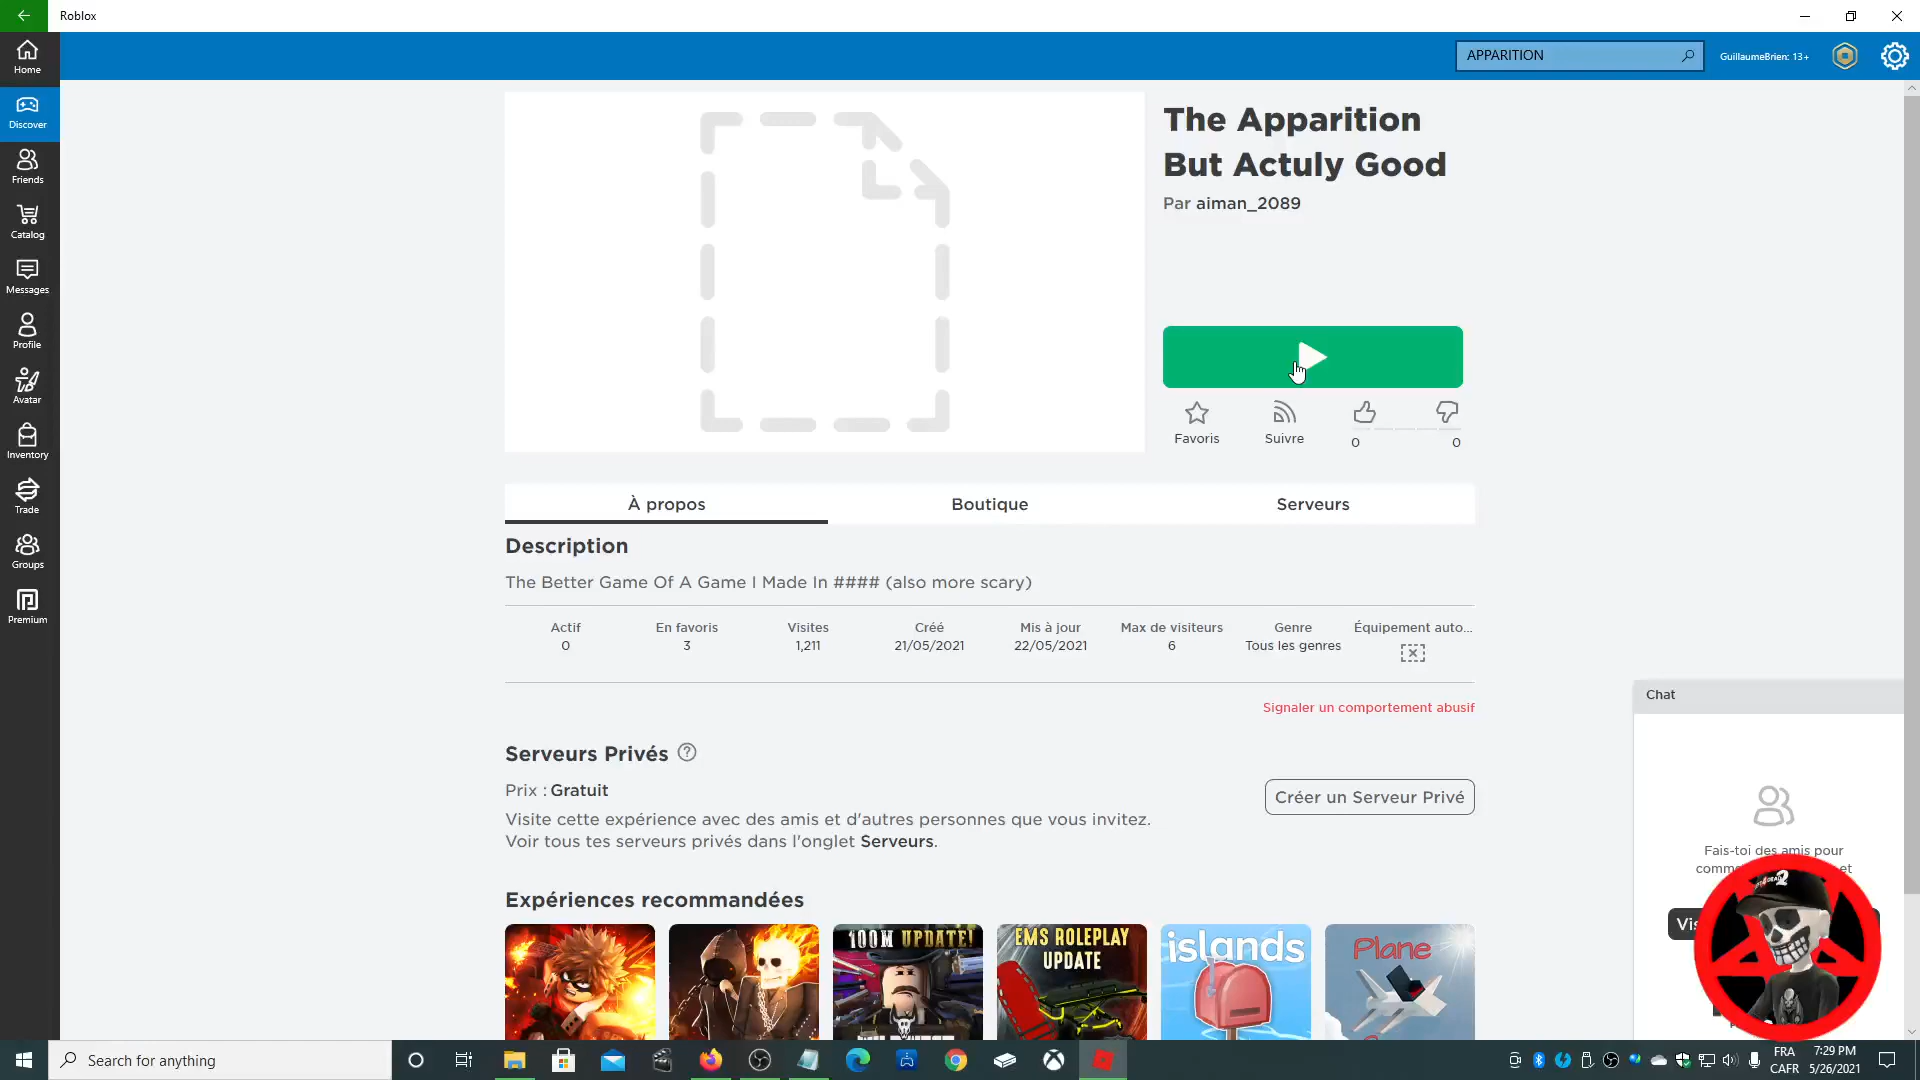 Roblox
APPARITION
GuillaumeBrien: 13+
Home
Discover
Friends
Catalog
Messages
Profile
Avatar
Inventory
Trade
Groups
Premium
The Apparition
But Actuly Good
Par aiman_2089
Favoris
Suivre
0
0
À propos
Boutique
Serveurs
Description
The Better Game Of A Game I Made In #### (also more scary)
Actif
0
En favoris
3
Visites
1,211
Créé
21/05/2021
Mis à jour
22/05/2021
Max de visiteurs
6
Genre
Tous les genres
Équipement auto...
Signaler un comportement abusif
Serveurs Privés
Prix : Gratuit
Créer un Serveur Privé
Visite cette expérience avec des amis et d'autres personnes que vous invitez.
Voir tous tes serveurs privés dans l'onglet Serveurs.
Expériences recommandées
100M UPDATE!
EMS ROLEPLAY
UPDATE
islands
Plane
Chat
Fais-toi des amis pour
Search for anything
FRA
CAFR
7:29 PM
5/26/2021